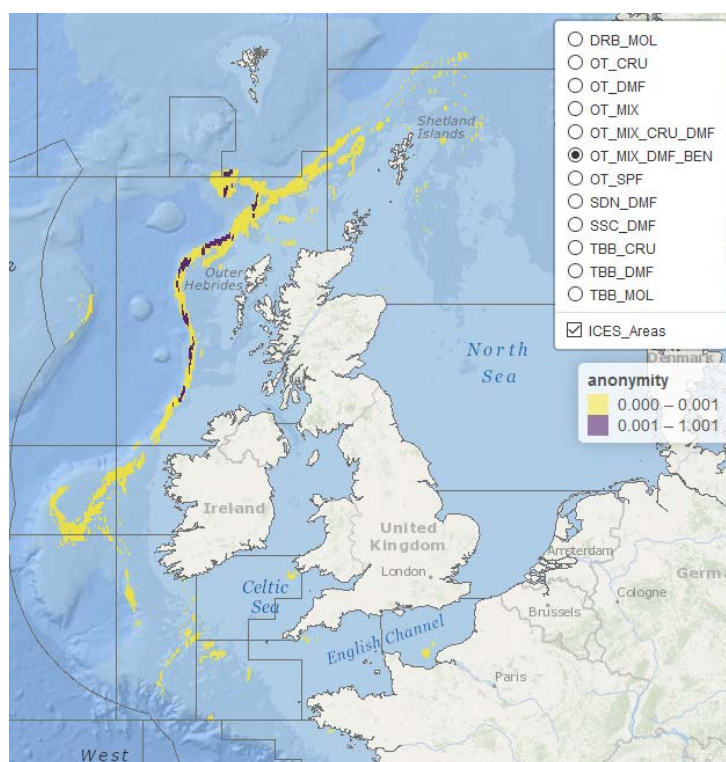 DRB_MOL
OT_CRU
OT_DMF
OT_MIX
OT_MIX_CRU_DMF
OT_MIX_DMF_BEN
OT_SPF
SDN_DMF
SSC_DMF
TBB_CRU
TBB_DMF
TBB_MOL
ICES_Areas
anonymity
0.000 – 0.001
0.001 – 1.001
Shetland
Islands
Outer
Hebrides
North
Sea
Denmark
Ireland
United
Kingdom
London
Amsterdam
Celtic
Sea
English Channel
Brussels
Cologne
Germa
Paris
West